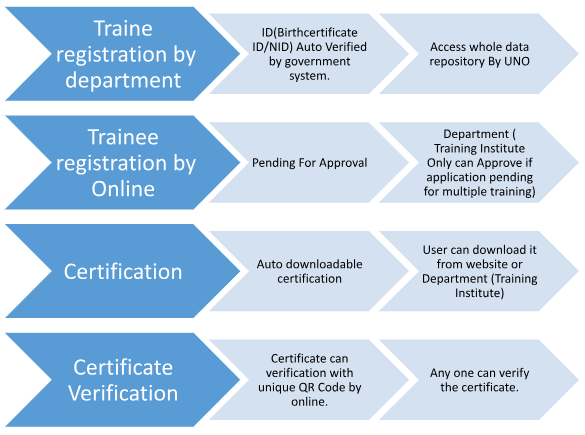 Traine
registration by
department
ID(Birthcertificate
ID/NID) Auto Verified
by government
system.
Access whole data
repository By UNO
Trainee
registration by
Online
Pending For Approval
Department (
Training Institute
Only can Approve if
application pending
for multiple training)
Certification
Auto downloadable
certification
User can download it
from website or
Department (Training
Institute)
Certificate
Verification
Certificate can
verification with
unique QR Code by
online.
Any one can verify
the certificate.